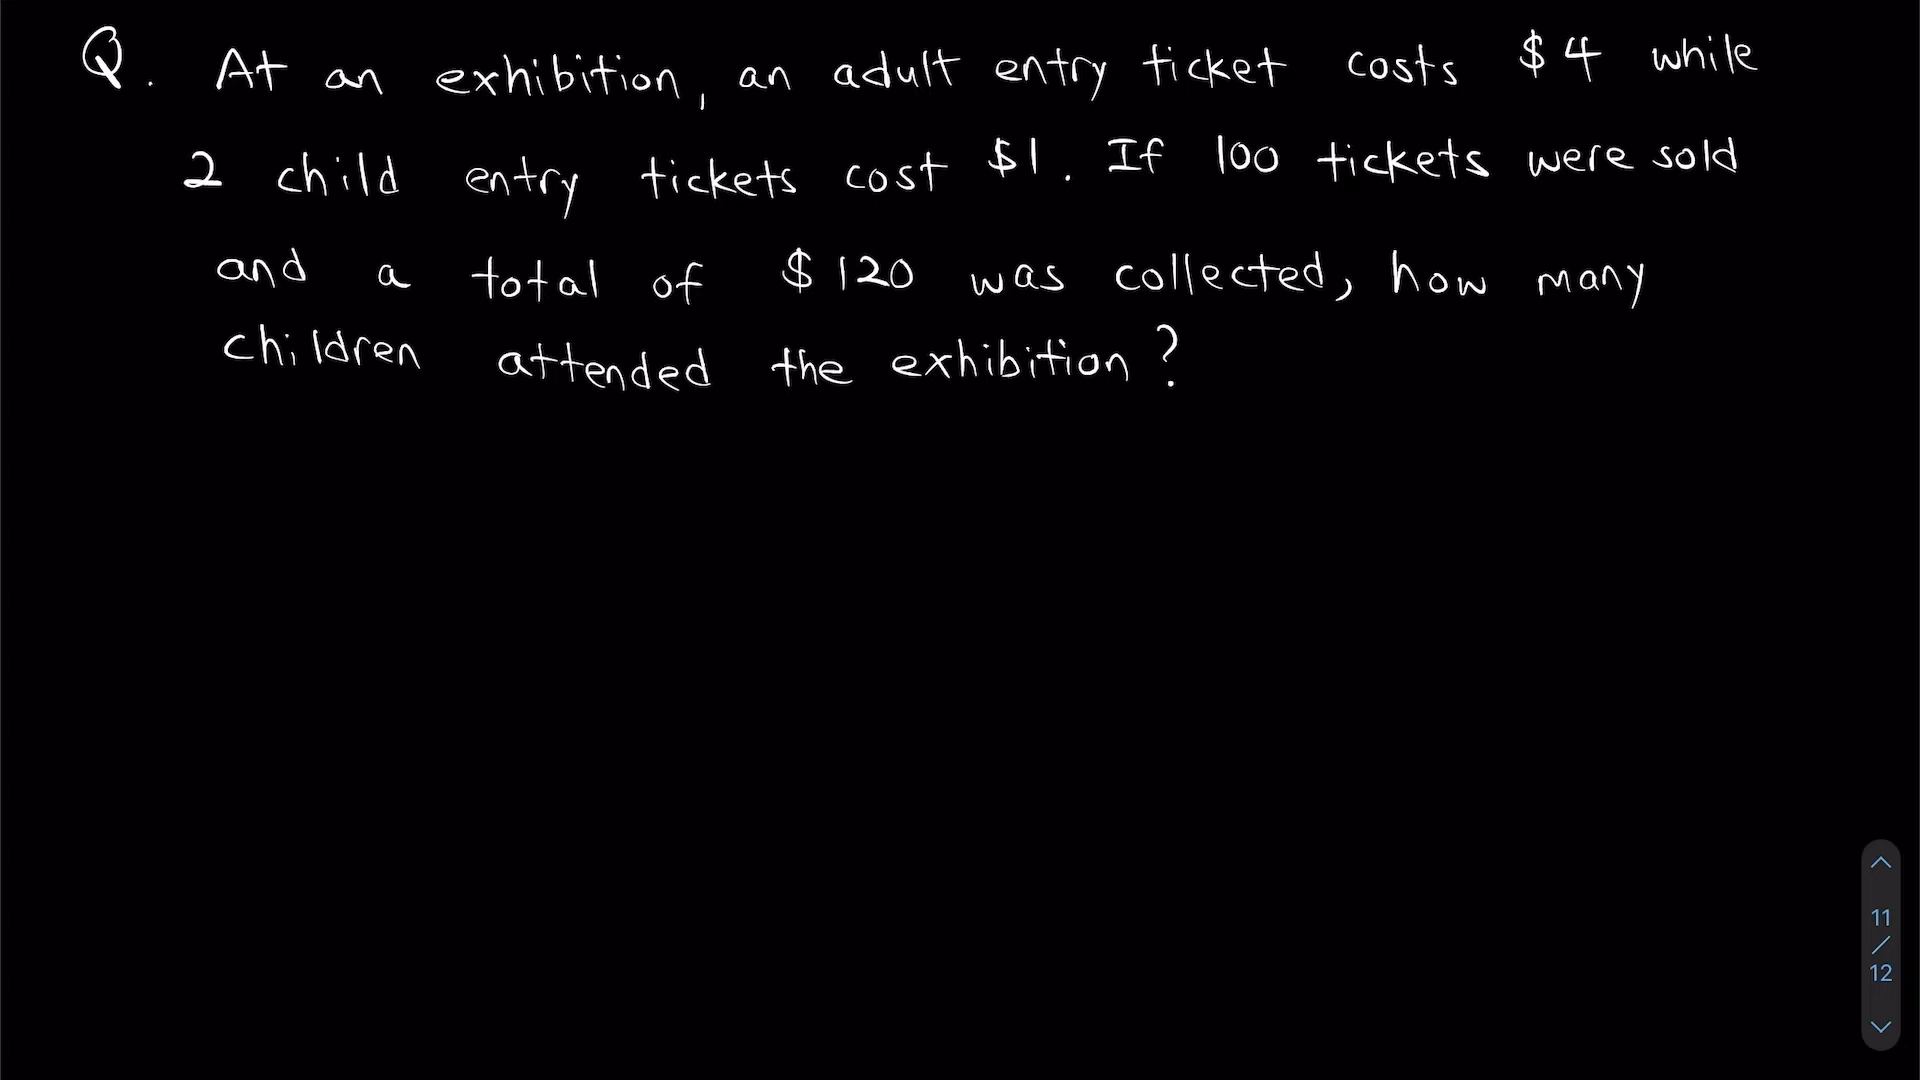 Q. At an exhibition, an adult entry ticket costs $4 while
2 child entry tickets cost $1. If 100 tickets were sold
and a total of $120 was collected, how many
children attended the exhibition?
11
/
12